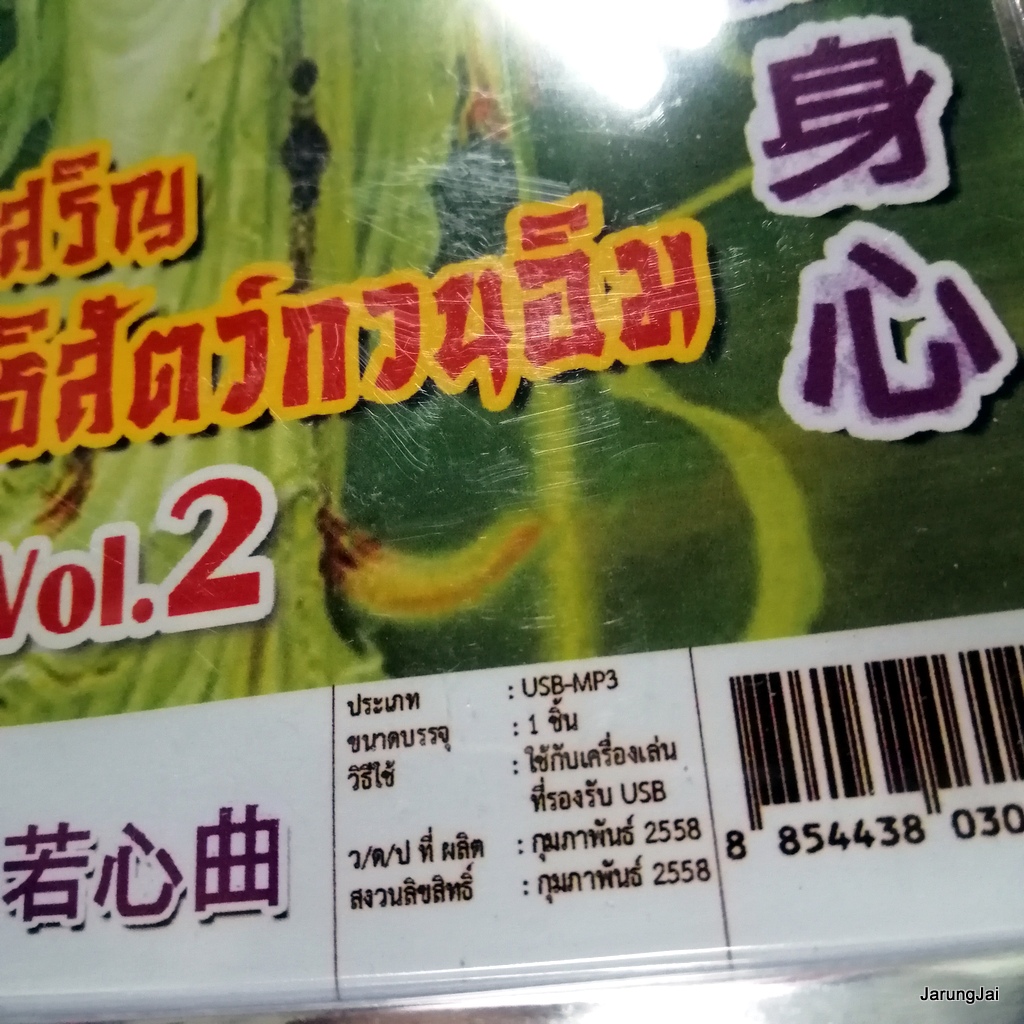 身
心
สริญ
ธิสัตว์กวนอิม
Vol.2
若心曲
ประเภท : USB-MP3
ขนาดบรรจุ : 1 ชิ้น
วิธีใช้ : ใช้กับเครื่องเล่น
ที่รองรับ USB
ว/ด/ป ที่ ผลิต : กุมภาพันธ์ 2558
สงวนลิขสิทธิ์ : กุมภาพันธ์ 2558
8 854438 030
JarungJai